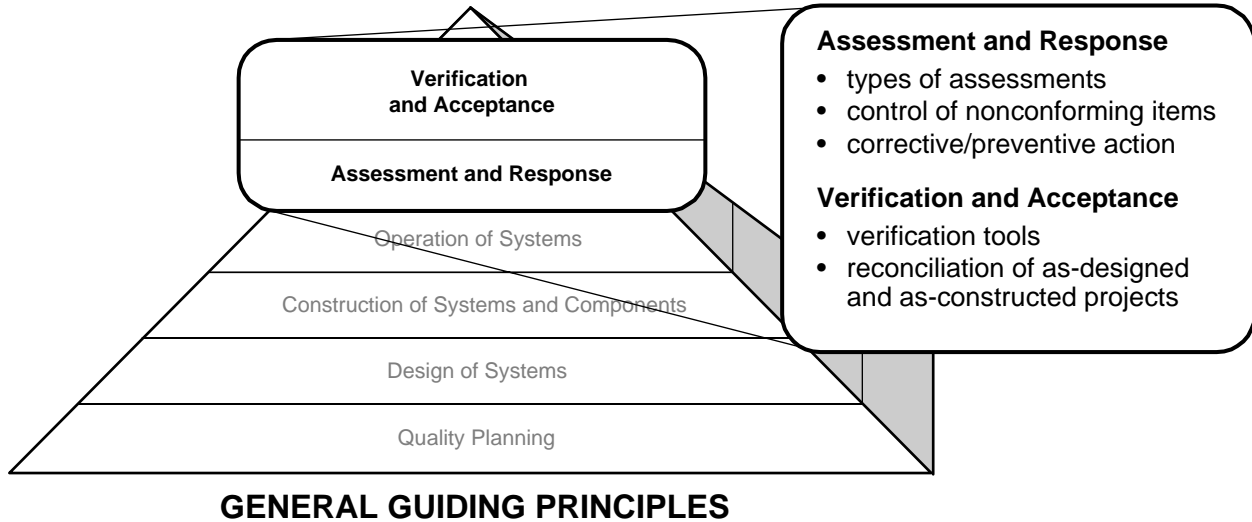 Verification
and Acceptance
Assessment and Response
Operation of Systems
Construction of Systems and Components
Design of Systems
Quality Planning
GENERAL GUIDING PRINCIPLES
Assessment and Response
• types of assessments
• control of nonconforming items
• corrective/preventive action
Verification and Acceptance
• verification tools
• reconciliation of as-designed
and as-constructed projects